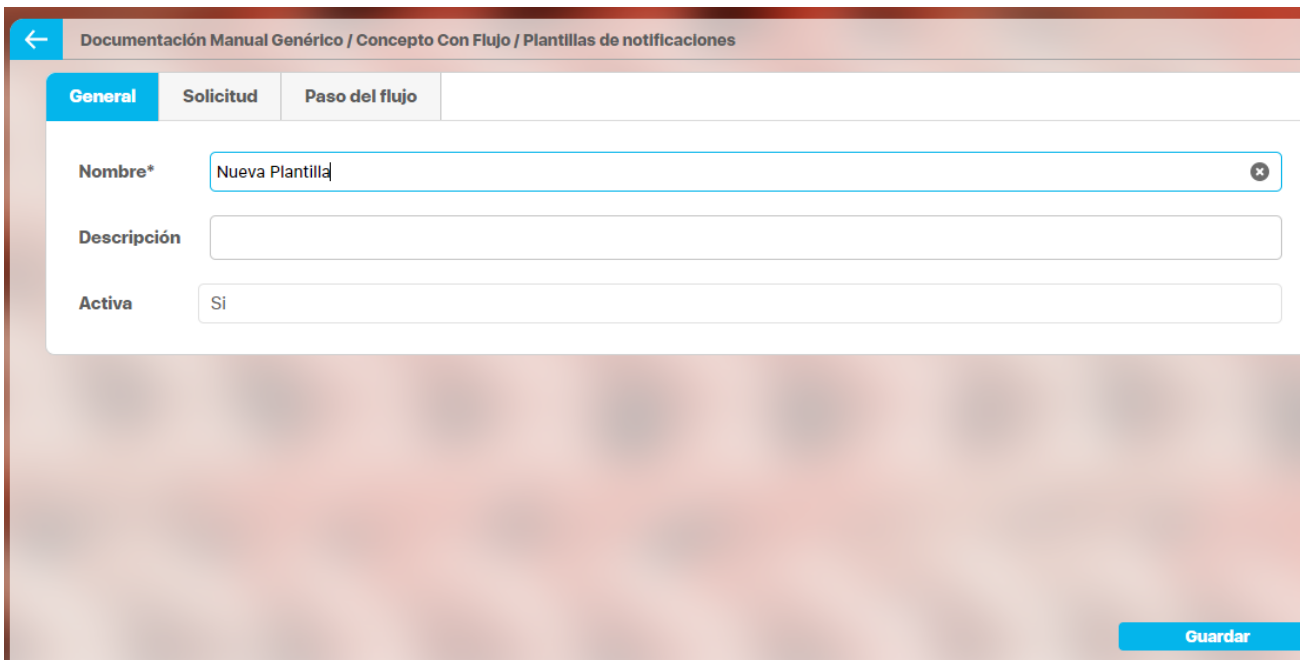 Documentación Manual Genérico / Concepto Con Flujo / Plantillas de notificaciones
General Solicitud Paso del flujo
Nombre* Nueva Plantilla
Descripción
Activa Si
Guardar